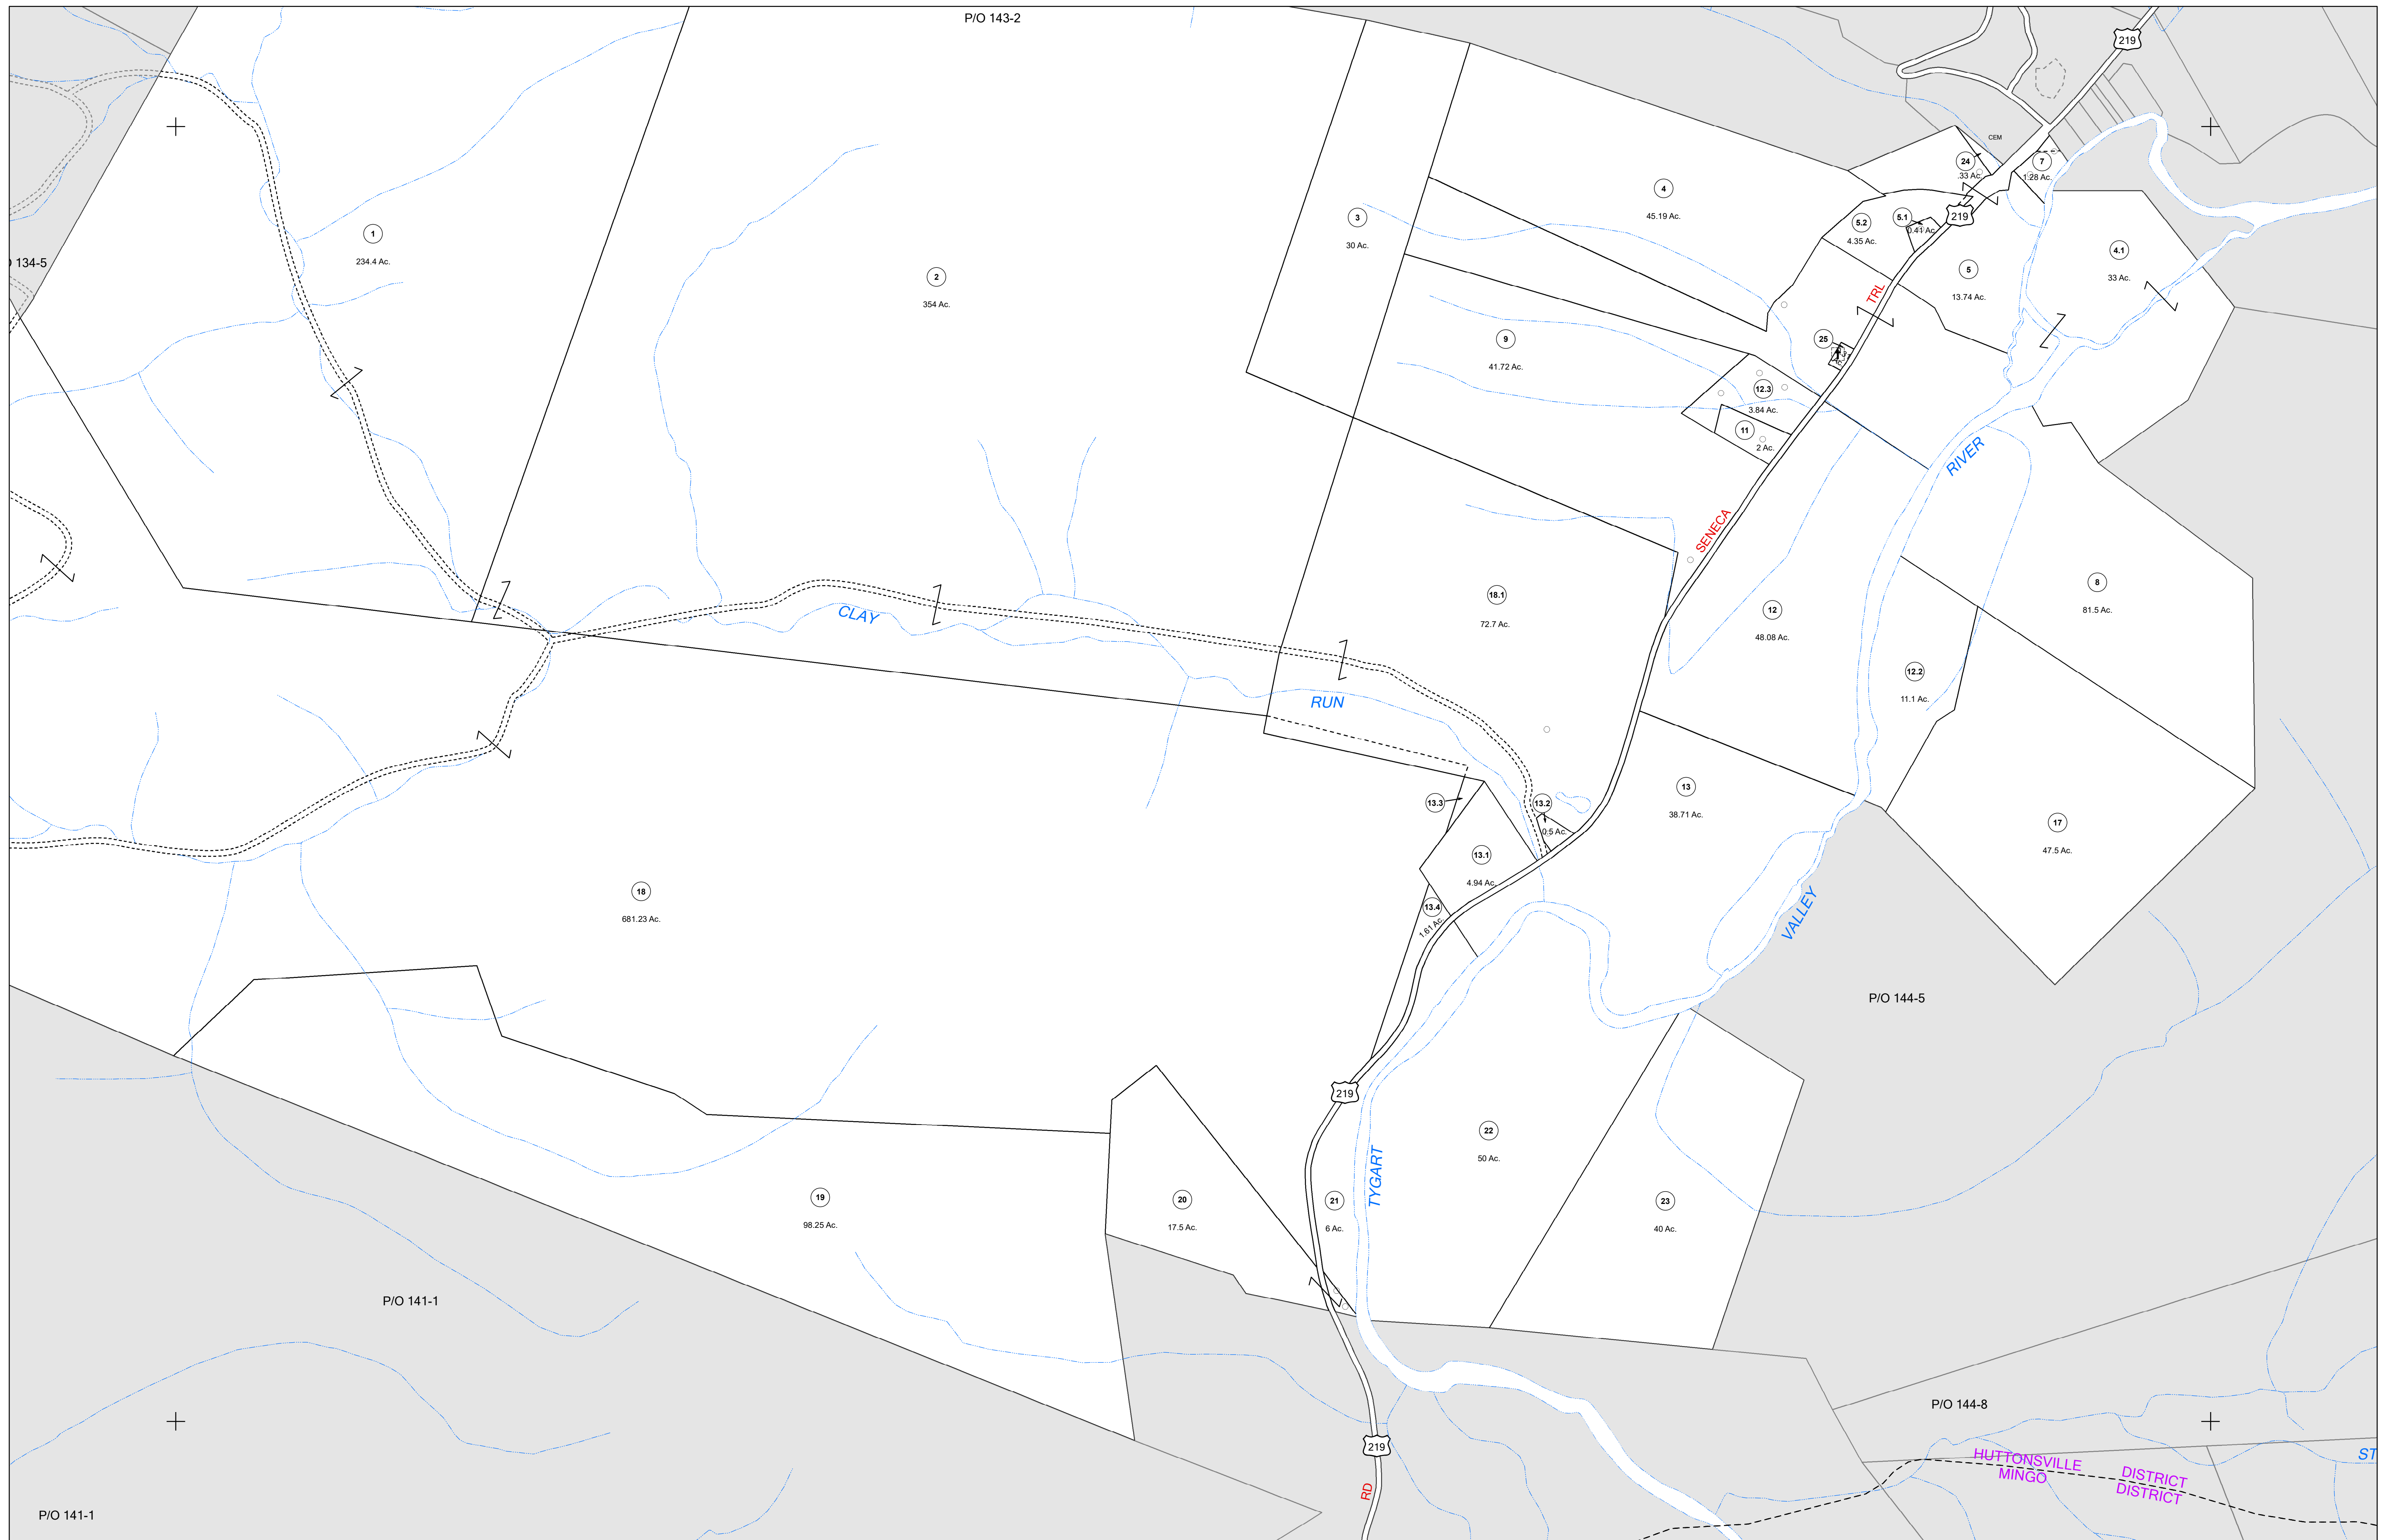 P/O 143-2
219
CEM
24
.33 Ac.
7
1.28 Ac.
4
45.19 Ac.
3
30 Ac.
5.2
4.35 Ac.
5.1
0.41 Ac.
219
1
234.4 Ac.
4.1
33 Ac.
134-5
2
354 Ac.
5
13.74 Ac.
TRL
9
41.72 Ac.
25
12.3
3.84 Ac.
11
2 Ac.
RIVER
SENECA
18.1
72.7 Ac.
12
48.08 Ac.
8
81.5 Ac.
CLAY
RUN
12.2
11.1 Ac.
13
38.71 Ac.
13.3
13.2
0.5 Ac.
17
47.5 Ac.
13.1
4.94 Ac.
18
681.23 Ac.
13.4
1.61 Ac.
VALLEY
P/O 144-5
219
22
50 Ac.
TYGART
19
98.25 Ac.
20
17.5 Ac.
21
6 Ac.
23
40 Ac.
P/O 141-1
P/O 144-8
219
HUTTONSVILLE DISTRICT
MINGO DISTRICT
ST
RD
P/O 141-1